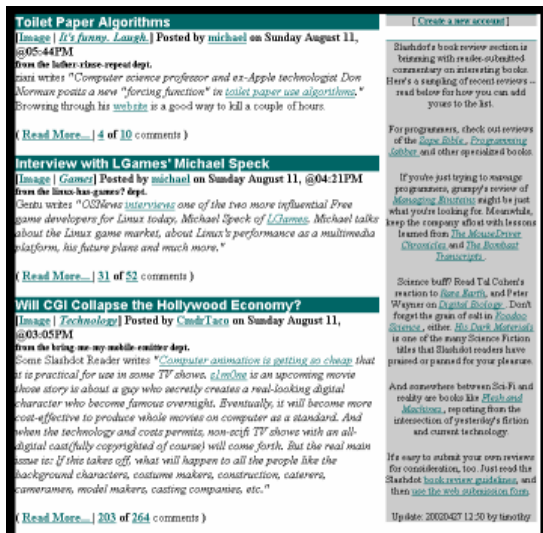 Toilet Paper Algorithms
[Image | It's funny. Laugh.] Posted by michael on Sunday August 11,
@05:44PM
from the lather-rinse-repeat dept.
ziani writes "Computer science professor and ex-Apple technologist Don
Norman posts a new "forcing function" in toilet paper use algorithms."
Browsing through his website is a good way to kill a couple of hours.
( Read More... | 4 of 10 comments )
Interview with LGames' Michael Speck
[Image | Games] Posted by michael on Sunday August 11, @04:21PM
from the linux-has-games? dept.
Gentu writes "OSNews interviews one of the two more influential Free
game developers for Linux today, Michael Speck of LGames. Michael talks
about the Linux game market, about Linux's performance as a multimedia
platform, his future plans and much more."
( Read More... | 31 of 52 comments )
Will CGI Collapse the Hollywood Economy?
[Image | Technology] Posted by CmdrTaco on Sunday August 11,
@03:05PM
from the bring-me-my-mobile-emitter dept.
Some Slashdot Reader writes "Computer animation is getting so cheap that
it is practical for use in some TV shows. s1m0ne is an upcoming movie
those story is about a guy who secretly creates a real-looking digital
character who become famous overnight. Eventually, it will become more
cost-effective to produce whole movies on computer as a standard. And
when the technology and costs permits, non-scifi TV shows with an all-
digital cast(fully copyrighted of course) will come forth. But the real main
issue is: If this takes off, what will happen to all the people like the
background characters, costume makers, construction, caterers,
cameramen, model makers, casting companies, etc."
( Read More... | 203 of 264 comments )
[ Create a new account ]
Slashdot's book review section is
brimming with reader-submitted
commentary on interesting books.
Here's a sampling of recent reviews --
read below for how you can add
yours to the list.
For programmers, check out reviews
of the Zope Bible, Programming
Jabber and other specialized books.
If you're just trying to manage
programmers, grumpy's review of
Managing Einsteins might be just
what you're looking for. Meanwhile,
keep the company afloat with lessons
learned from The MouseDriver
Chronicles and The Bombast
Transcripts.
Science buff? Read Tal Cohen's
reaction to Rare Earth, and Peter
Wayner on Digital Biology. Don't
forget the grain of salt in Voodoo
Science, either. His Dark Materials
is one of the many Science Fiction
titles that Slashdot readers have
praised or panned for your pleasure.
And somewhere between Sci-Fi and
reality are books like Flesh and
Machines, reporting from the
intersection of yesterday's fiction
and current technology.
It's easy to submit your own reviews
for consideration, too. Just read the
Slashdot book review guidelines, and
then use the web submission form.
Update: 20020427 12:50 by timothy